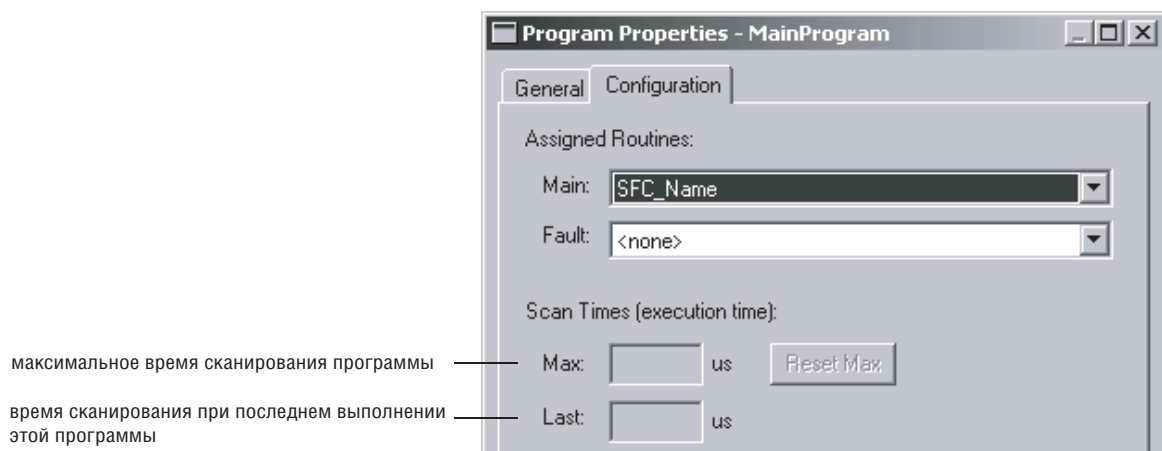 Program Properties - MainProgram
General Configuration
Assigned Routines:
Main: SFC_Name
Fault: <none>
Scan Times (execution time):
максимальное время сканирования программы Max: us Reset Max
время сканирования при последнем выполнении Last: us
этой программы